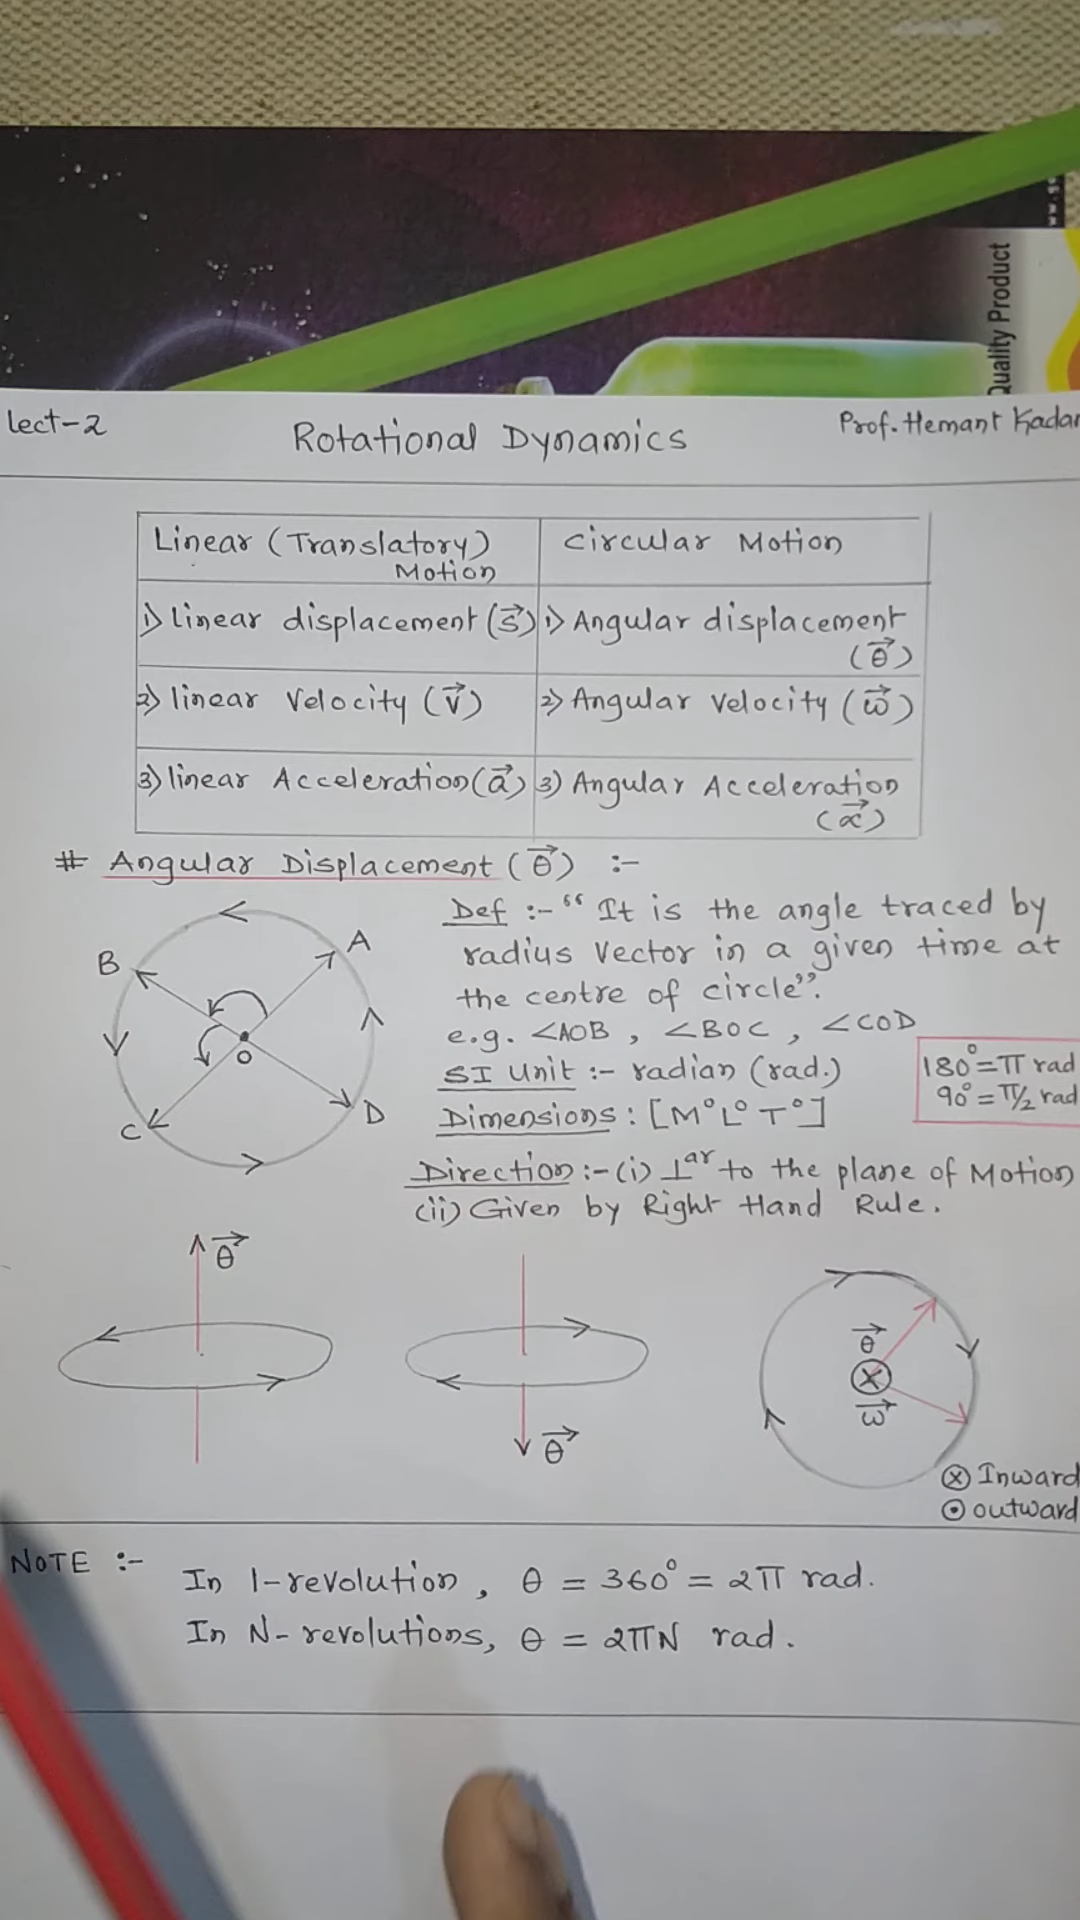 Quality Product
Lect-2
Rotational Dynamics
Prof. Hemant Kadam
Linear (Translatory) Motion
Circular Motion
1) linear displacement (s⃗)
1) Angular displacement (θ⃗)
2) linear Velocity (v⃗)
2) Angular Velocity (ω⃗)
3) linear Acceleration (a⃗)
3) Angular Acceleration (α⃗)
# Angular Displacement (θ⃗) :-
Def :- “ It is the angle traced by
radius Vector in a given time at
the centre of circle”.
e.g. ∠AOB , ∠BOC , ∠COD
SI Unit :- radian (rad.)
Dimensions : [M⁰L⁰T⁰]
180° = π rad
90° = π/2 rad
A
B
O
C
D
Direction :- (i) ⊥ar to the plane of Motion
(ii) Given by Right Hand Rule.
θ⃗
θ⃗
θ⃗
ω⃗
⊗ Inward
⊙ outward
NOTE :-
In 1-revolution , θ = 360° = 2π rad.
In N-revolutions, θ = 2πN rad.